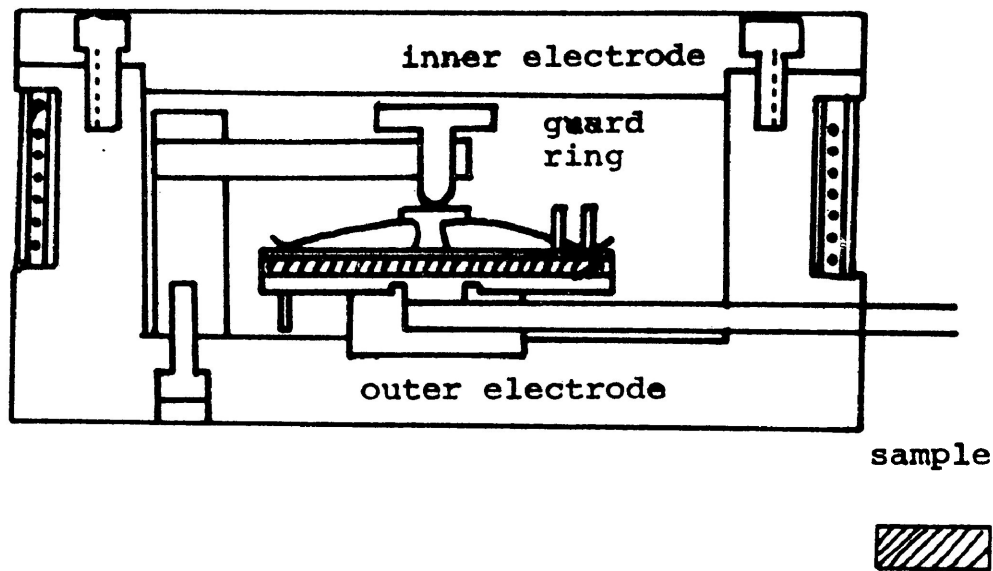 inner electrode
guard
ring
outer electrode
sample